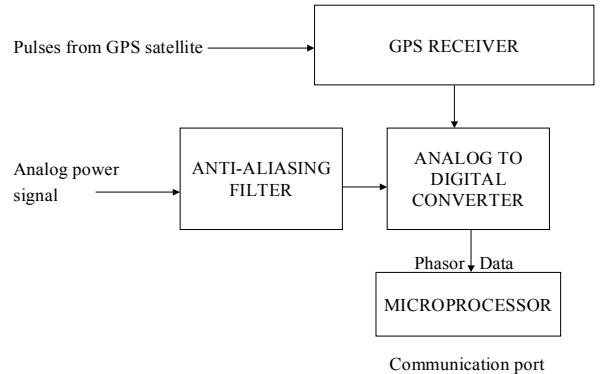 Pulses from GPS satellite
GPS RECEIVER
Analog power
signal
ANTI-ALIASING
FILTER
ANALOG TO
DIGITAL
CONVERTER
Phasor Data
MICROPROCESSOR
Communication port